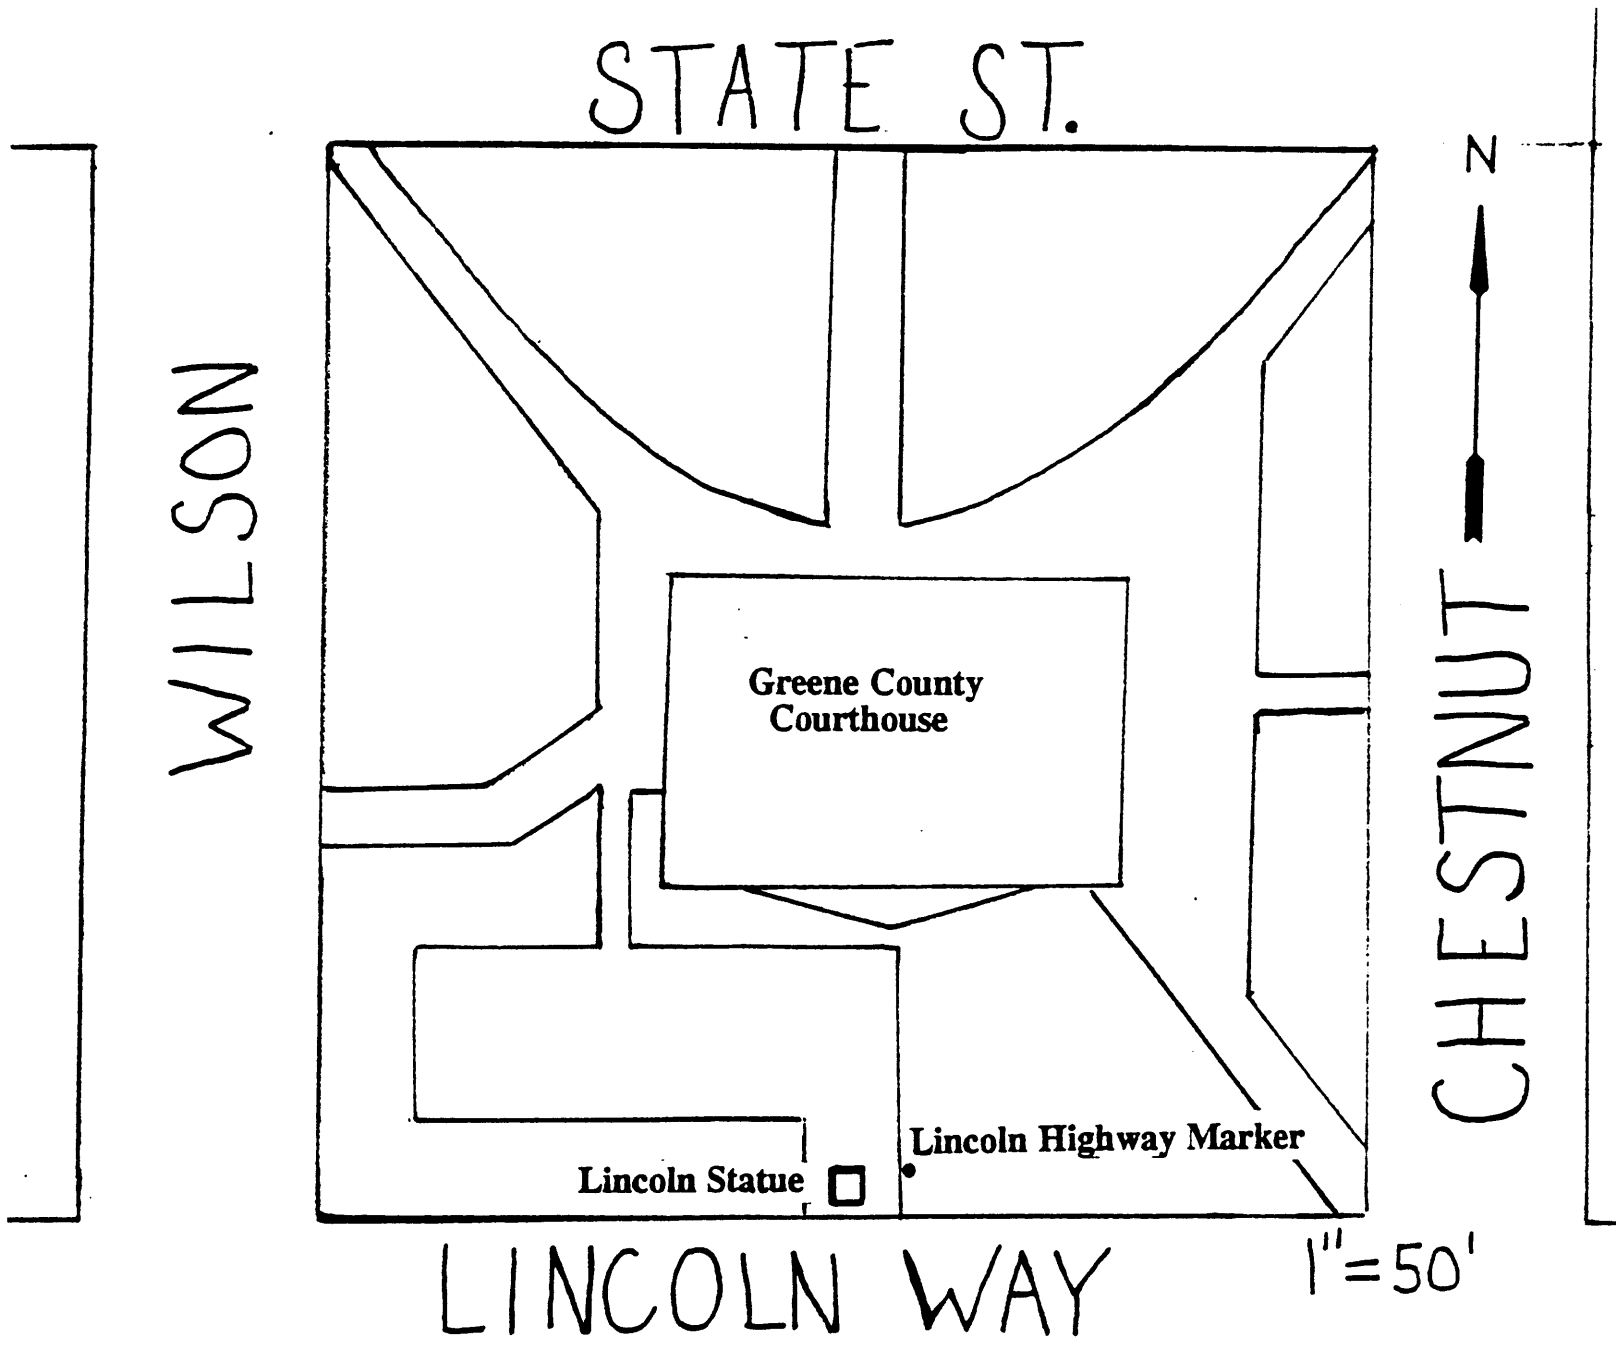 STATE ST.
N
WILSON
Greene County
Courthouse
CHESTNUT
Lincoln Highway Marker
Lincoln Statue
LINCOLN WAY
1"=50'